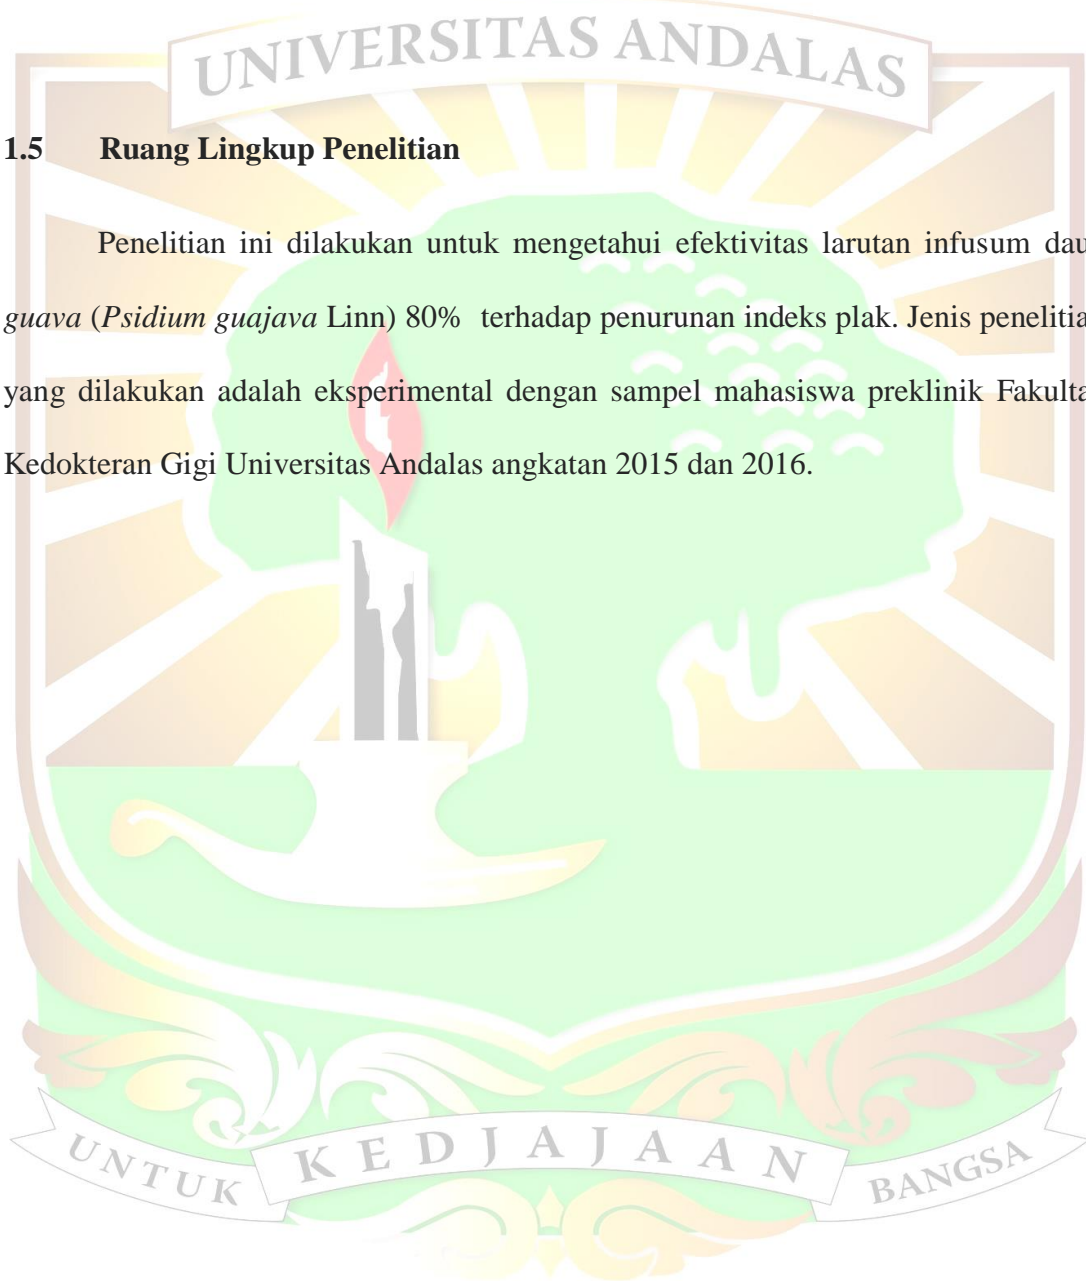 UNIVERSITAS ANDALAS
1.5 Ruang Lingkup Penelitian
Penelitian ini dilakukan untuk mengetahui efektivitas larutan infusum dau
guava (Psidium guajava Linn) 80% terhadap penurunan indeks plak. Jenis penelitia
yang dilakukan adalah eksperimental dengan sampel mahasiswa preklinik Fakulta
Kedokteran Gigi Universitas Andalas angkatan 2015 dan 2016.
UNTUK KEDJAJAAN BANGSA